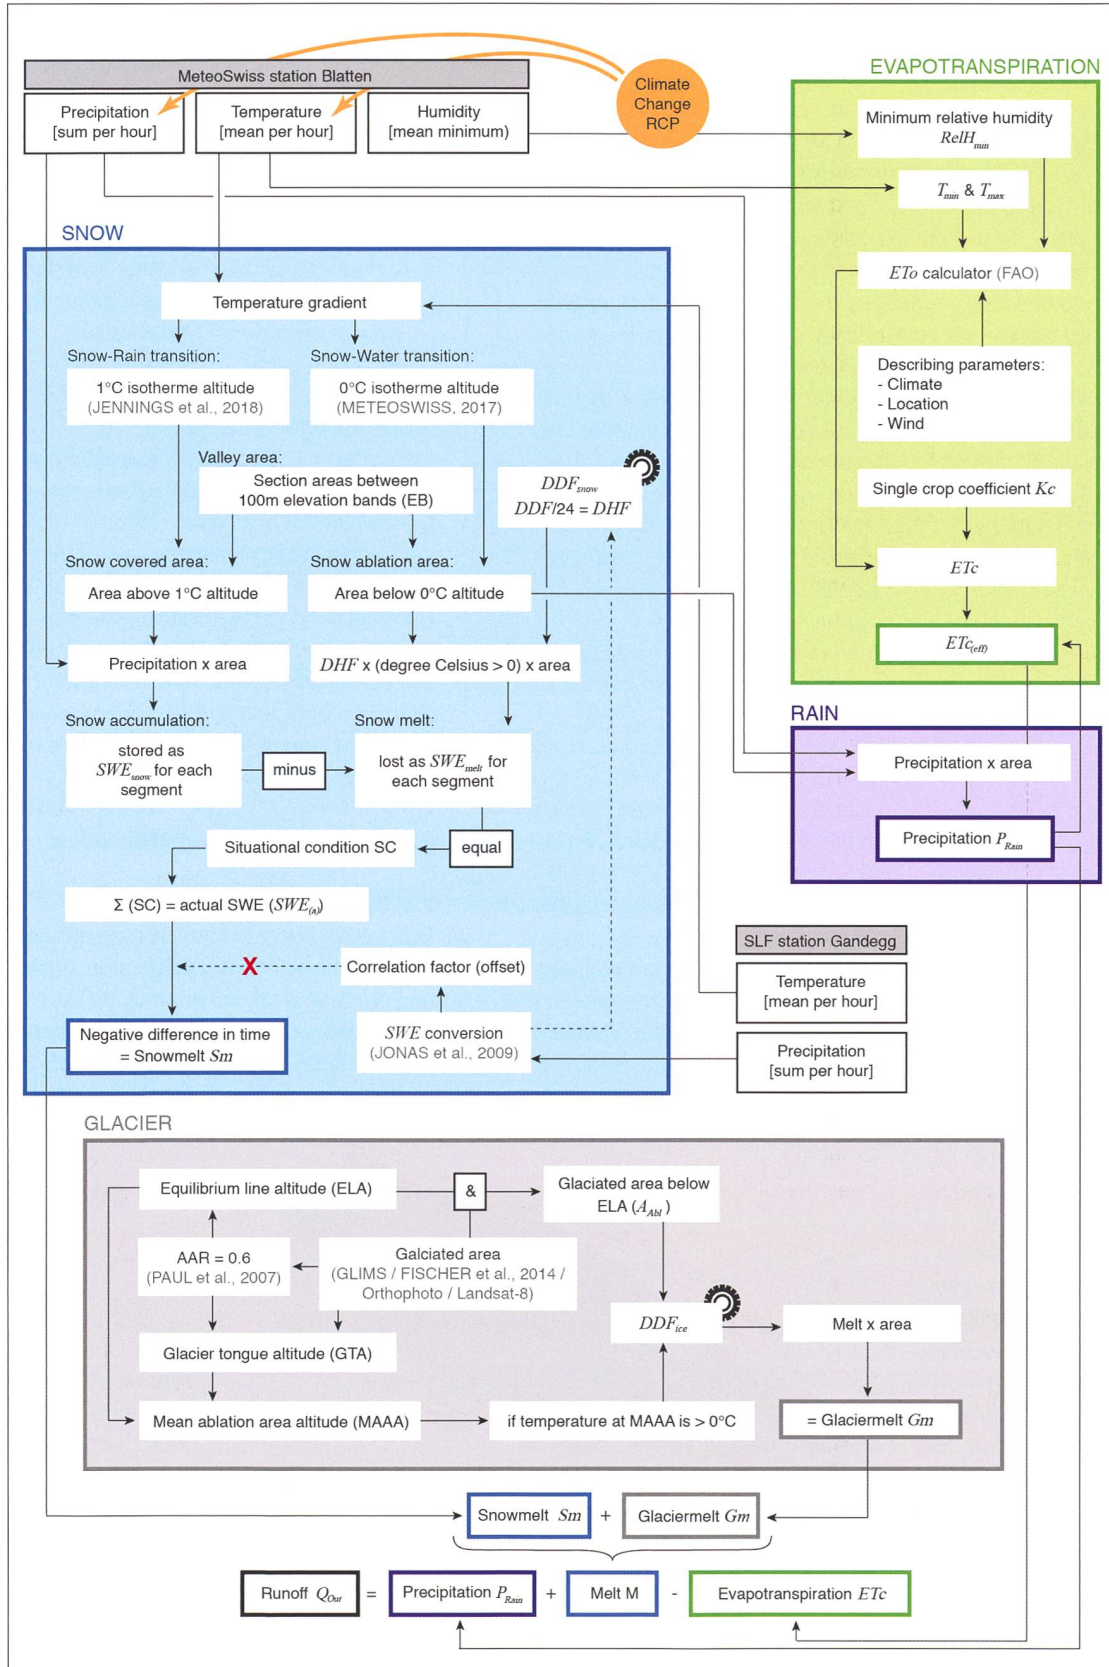 MeteoSwiss station Blatten
Precipitation
[sum per hour]
Temperature
[mean per hour]
Humidity
[mean minimum)
Climate
Change
RCP
EVAPOTRANSPIRATION
Minimum relative humidity
RelHmin
Tmin & Tmax
ETo calculator (FAO)
Describing parameters:
- Climate
- Location
- Wind
Single crop coefficient Kc
ETc
ETc(eff)
SNOW
Temperature gradient
Snow-Rain transition:
1°C isotherme altitude
(JENNINGS et al., 2018)
Snow-Water transition:
0°C isotherme altitude
(METEOSWISS, 2017)
Valley area:
Section areas between
100m elevation bands (EB)
DDFsnow
DDF/24 = DHF
Snow covered area:
Area above 1°C altitude
Snow ablation area:
Area below 0°C altitude
Precipitation x area
DHF x (degree Celsius > 0) x area
Snow accumulation:
stored as
SWEsnow for each
segment
minus
Snow melt:
lost as SWEmelt for
each segment
equal
Situational condition SC
Σ (SC) = actual SWE (SWE(a))
X
Correlation factor (offset)
SWE conversion
(JONAS et al., 2009)
Negative difference in time
= Snowmelt Sm
RAIN
Precipitation x area
Precipitation PRain
SLF station Gandegg
Temperature
[mean per hour]
Precipitation
[sum per hour]
GLACIER
Equilibrium line altitude (ELA)
&
Glaciated area below
ELA (AAbl)
AAR = 0.6
(PAUL et al., 2007)
Galciated area
(GLIMS / FISCHER et al., 2014 /
Orthophoto / Landsat-8)
Glacier tongue altitude (GTA)
DDFice
Melt x area
Mean ablation area altitude (MAAA)
if temperature at MAAA is > 0°C
= Glaciermelt Gm
Snowmelt Sm + Glaciermelt Gm
Runoff QOut = Precipitation PRain + Melt M - Evapotranspiration ETc